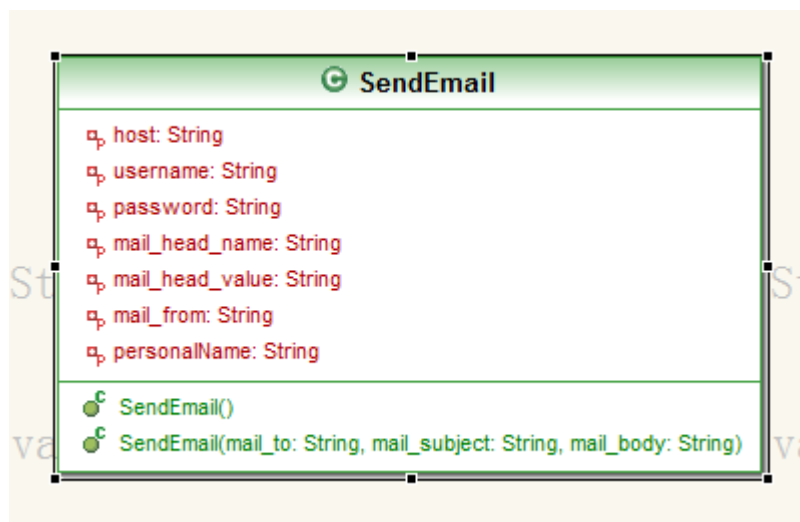 SendEmail
host: String
username: String
password: String
mail_head_name: String
mail_head_value: String
mail_from: String
personalName: String
SendEmail()
SendEmail(mail_to: String, mail_subject: String, mail_body: String)